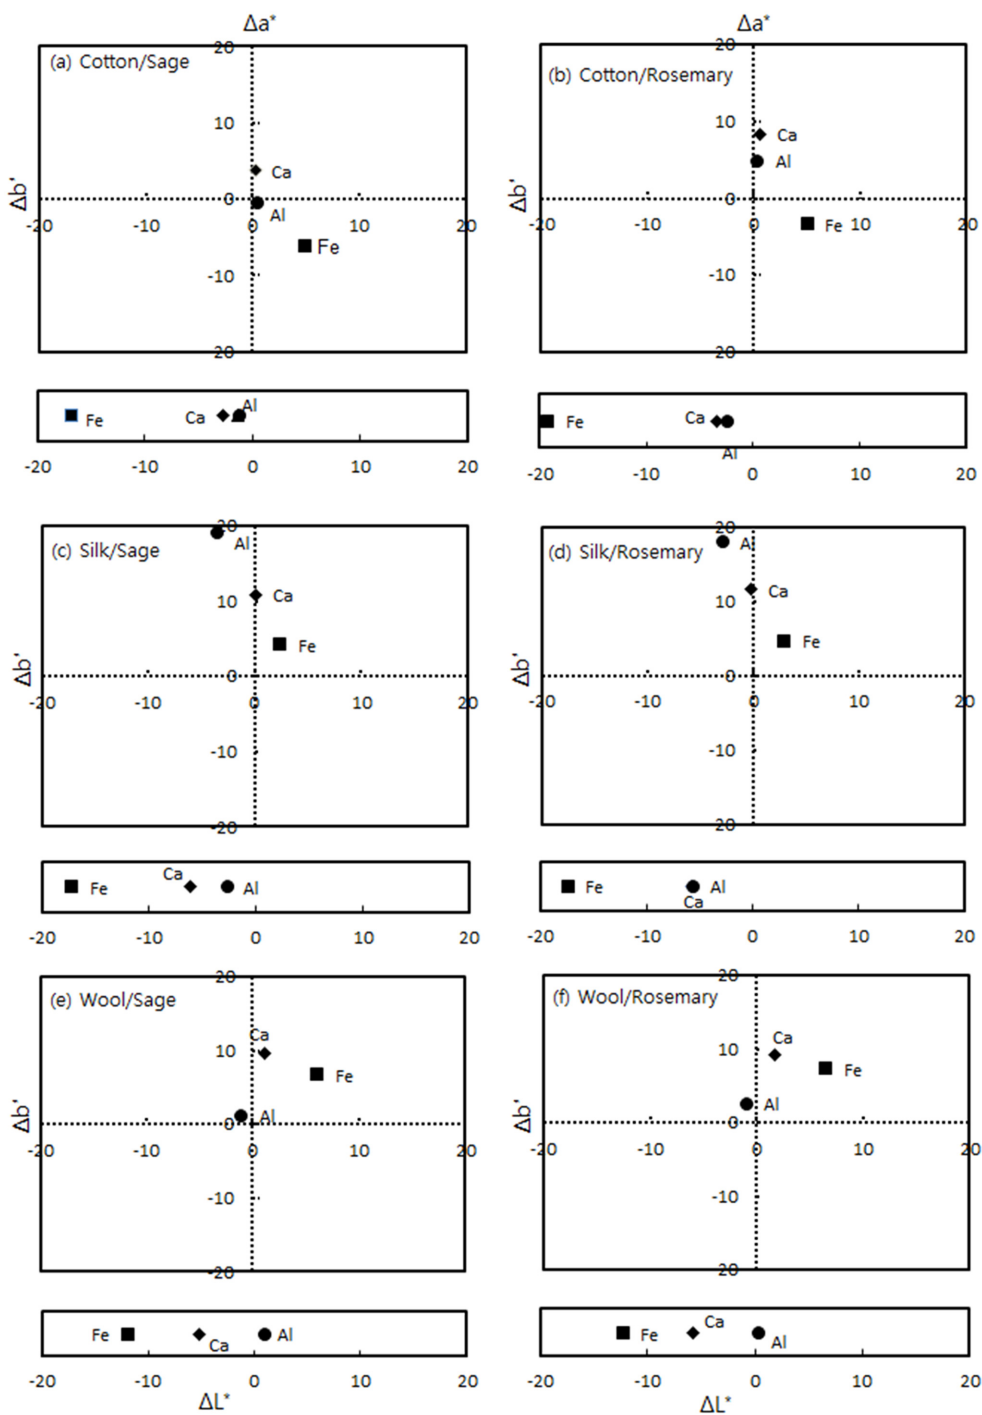 Δa* Δa*
20 20
(a) Cotton/Sage (b) Cotton/Rosemary
10 10
Ca Ca
Al Al
Δb' 0 Δb' 0
-20 -10 0 10 20 -20 -10 0 10 20
Fe Fe
-10 -10
20 20
Fe Ca Al Fe Ca Al
-20 -10 0 10 20 -20 -10 0 10 20
20 20
(c) Silk/Sage (d) Silk/Rosemary
Al Al
10 Ca 10 Ca
Fe Fe
Δb' 0 Δb' 0
-20 -10 0 10 20 -20 -10 0 10 20
-10 -10
-20 20
Fe Ca Al Fe Al
Ca
-20 -10 0 10 20 -20 -10 0 10 20
20 20
(e) Wool/Sage (f) Wool/Rosemary
Ca Ca
10 10
Fe Fe
Al Al
Δb' 0 Δb' 0
-20 -10 0 10 20 -20 -10 0 10 20
-10 -10
-20 20
Fe Ca Al Fe Ca Al
-20 -10 0 10 20 -20 -10 0 10 20
ΔL* ΔL*